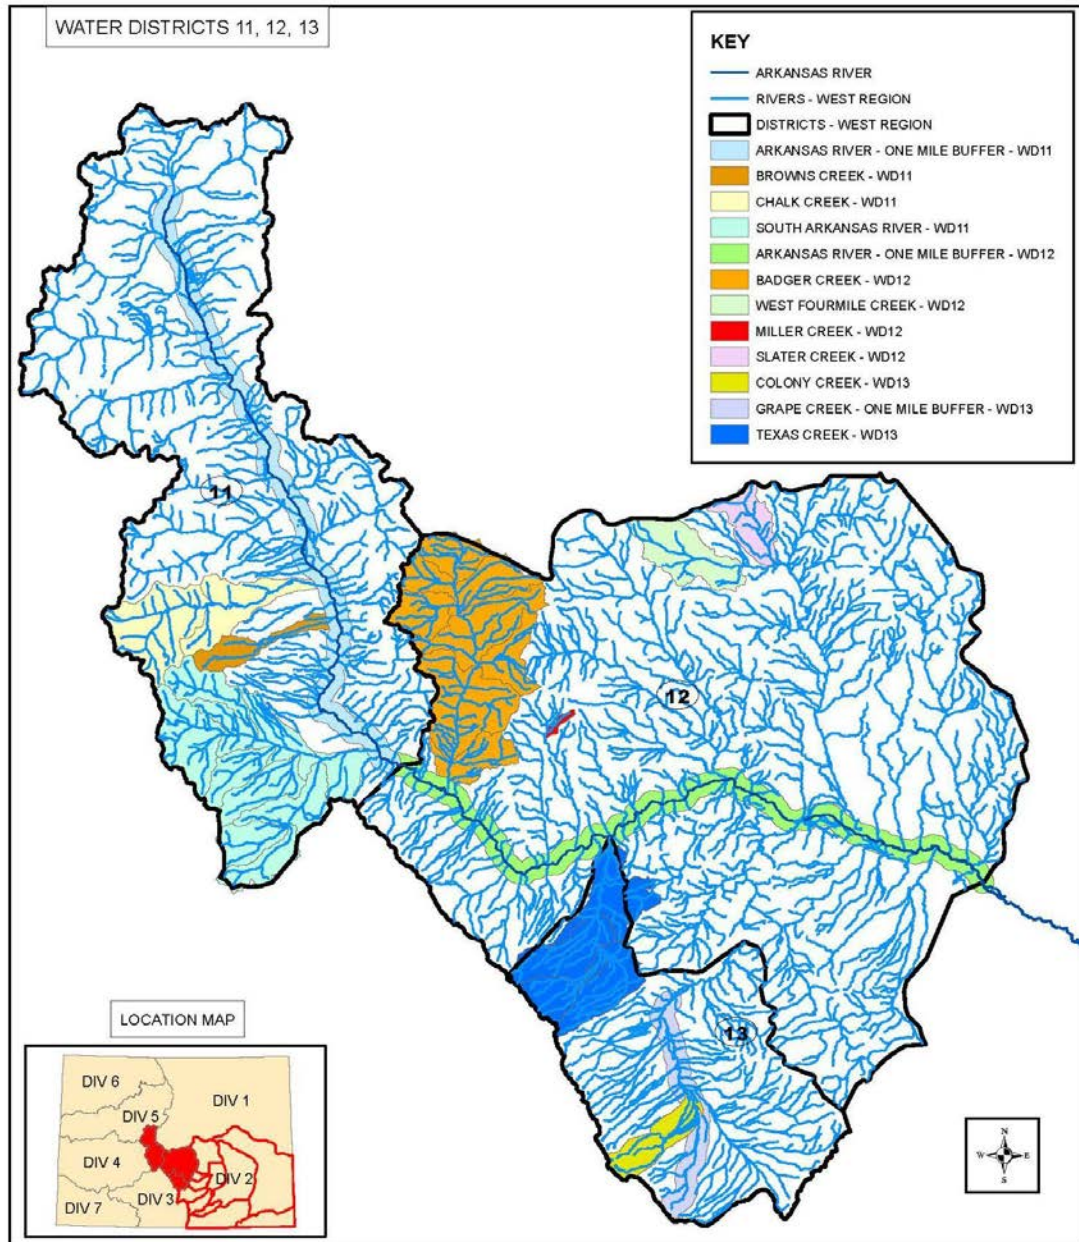 WATER DISTRICTS 11, 12, 13
KEY
ARKANSAS RIVER
RIVERS - WEST REGION
DISTRICTS - WEST REGION
ARKANSAS RIVER - ONE MILE BUFFER - WD11
BROWNS CREEK - WD11
CHALK CREEK - WD11
SOUTH ARKANSAS RIVER - WD11
ARKANSAS RIVER - ONE MILE BUFFER - WD12
BADGER CREEK - WD12
WEST FOURMILE CREEK - WD12
MILLER CREEK - WD12
SLATER CREEK - WD12
COLONY CREEK - WD13
GRAPE CREEK - ONE MILE BUFFER - WD13
TEXAS CREEK - WD13
11
12
13
LOCATION MAP
DIV 6
DIV 1
DIV 5
DIV 4
DIV 2
DIV 3
DIV 7
N
W E
S